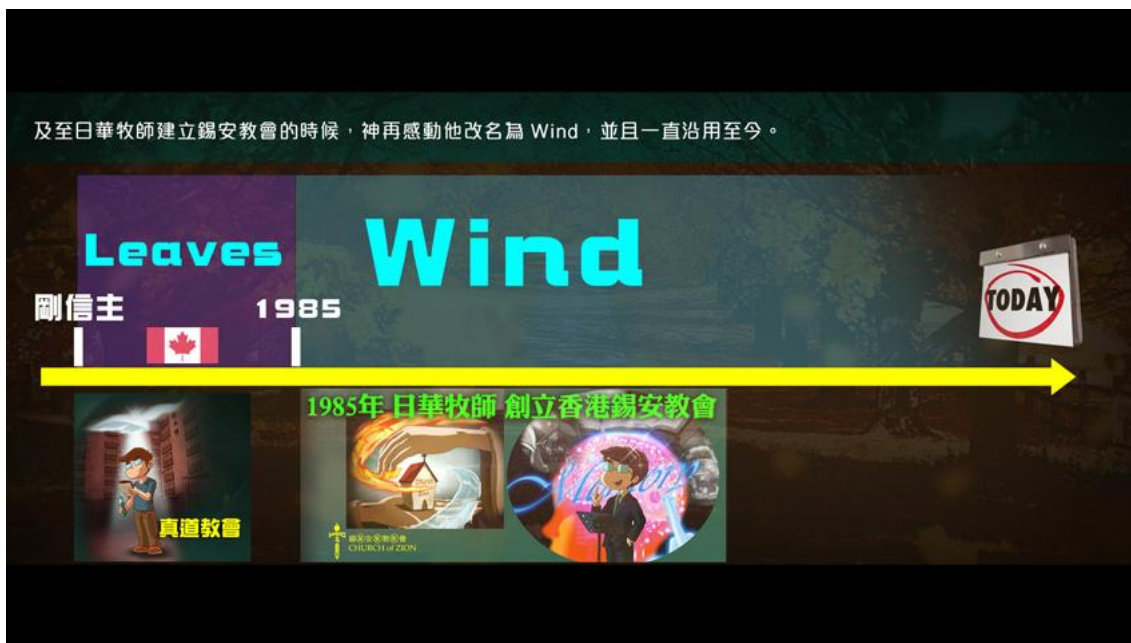 及至日華牧師建立錫安教會的時候，神再感動他改名為 Wind，並且一直沿用至今。
Leaves
Wind
剛信主
1985
TODAY
1985年 日華牧師 創立香港錫安教會
真道教會
CHURCH of ZION